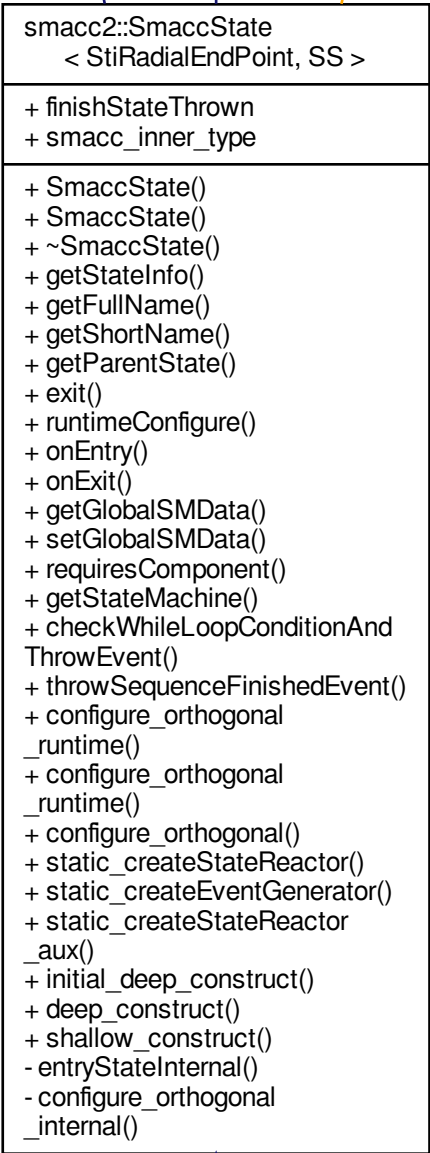 smacc2::SmaccState
< StiRadialEndPoint, SS >
+ finishStateThrown
+ smacc_inner_type
+ SmaccState()
+ SmaccState()
+ ~SmaccState()
+ getStateInfo()
+ getFullName()
+ getShortName()
+ getParentState()
+ exit()
+ runtimeConfigure()
+ onEntry()
+ onExit()
+ getGlobalSMData()
+ setGlobalSMData()
+ requiresComponent()
+ getStateMachine()
+ checkWhileLoopConditionAnd
ThrowEvent()
+ throwSequenceFinishedEvent()
+ configure_orthogonal
_runtime()
+ configure_orthogonal
_runtime()
+ configure_orthogonal()
+ static_createStateReactor()
+ static_createEventGenerator()
+ static_createStateReactor
_aux()
+ initial_deep_construct()
+ deep_construct()
+ shallow_construct()
- entryStateInternal()
- configure_orthogonal
_internal()